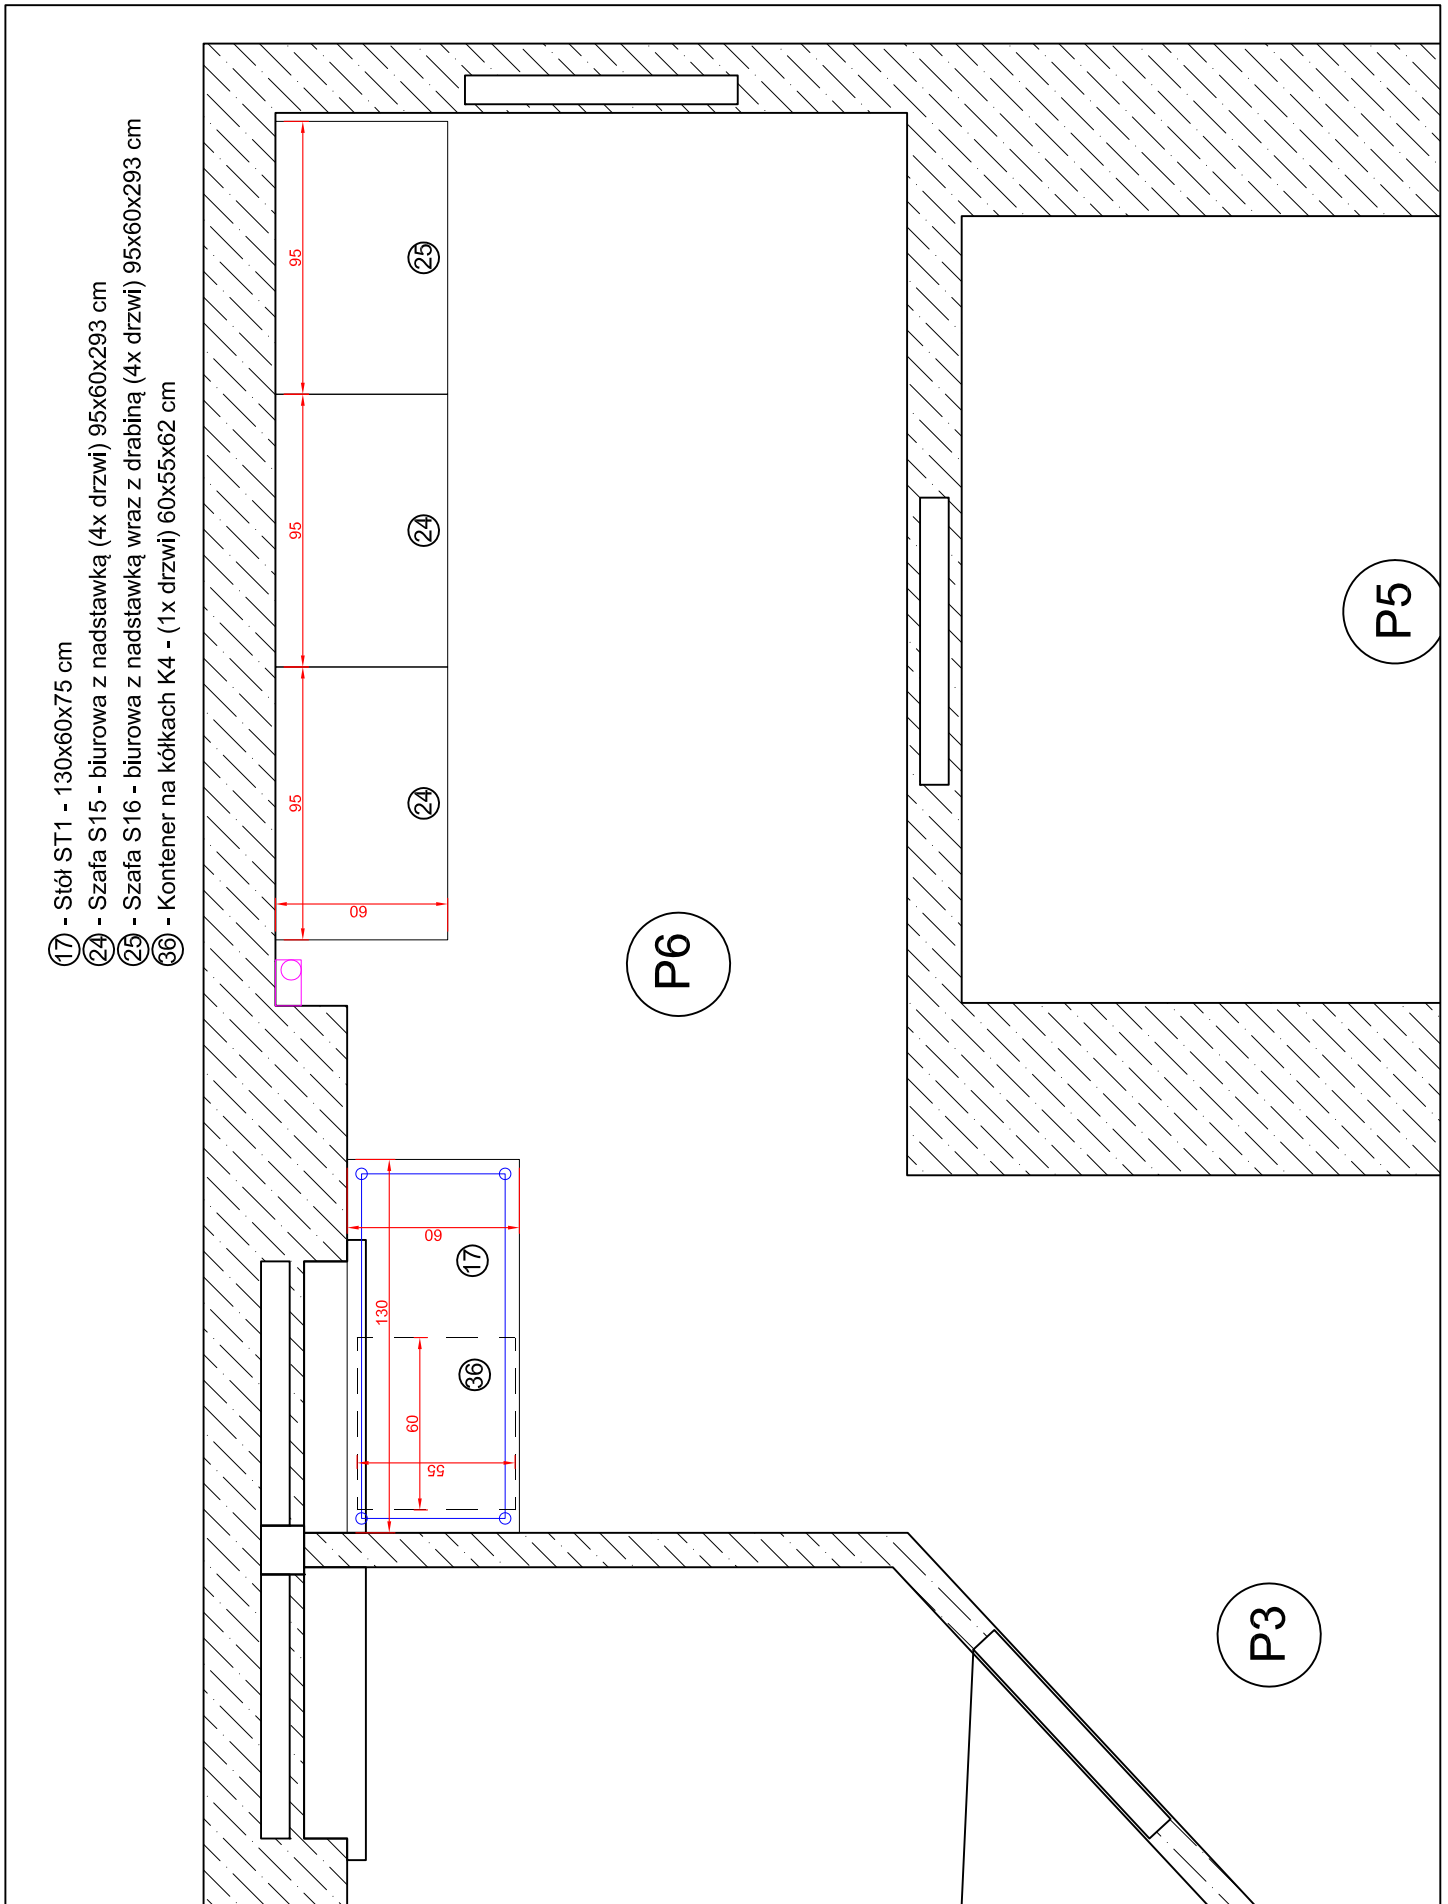 17 - Stół ST1 - 130x60x75 cm
24 - Szafa S15 - biurowa z nadstawką (4x drzwi) 95x60x293 cm
25 - Szafa S16 - biurowa z nadstawką wraz z drabiną (4x drzwi) 95x60x293 cm
36 - Kontener na kółkach K4 - (1x drzwi) 60x55x62 cm
95
95
95
60
24
24
25
130
60
17
60
55
36
P6
P3
P5